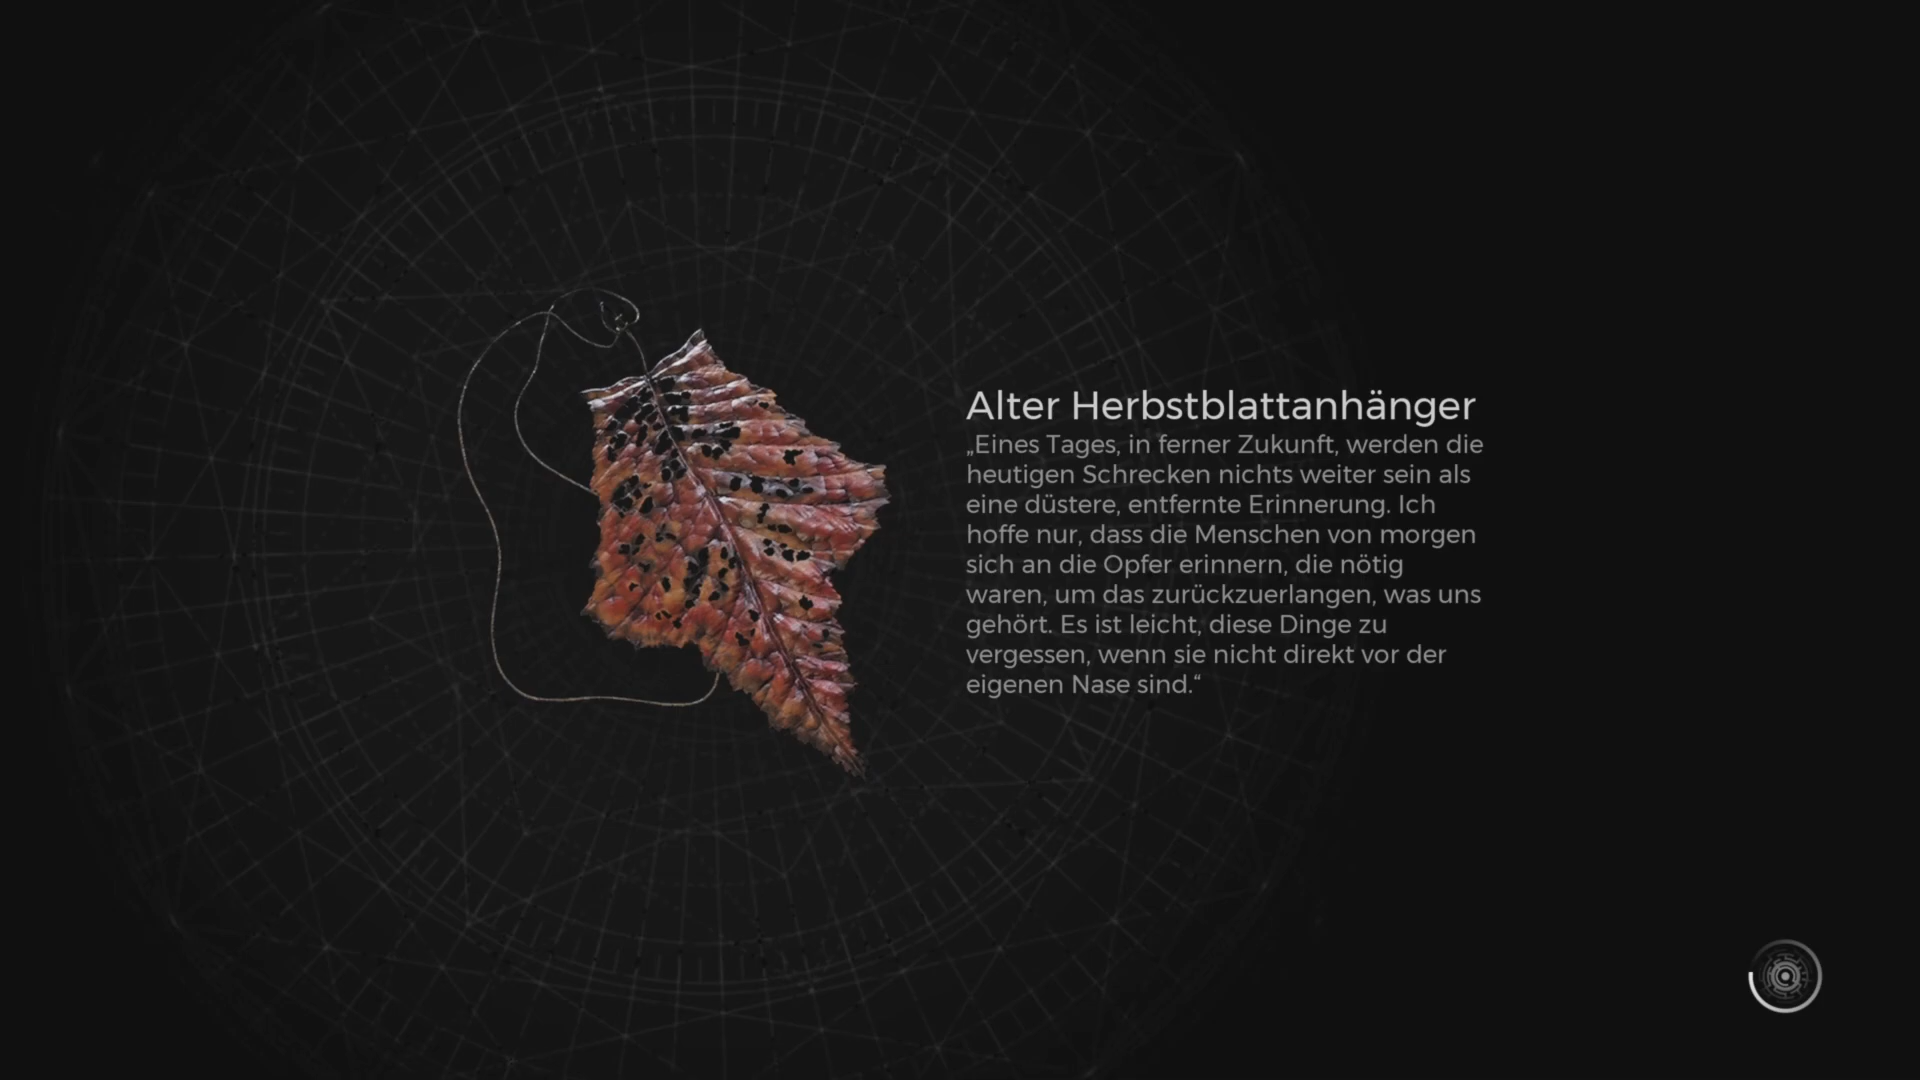 Alter Herbstblattanhänger
„Eines Tages, in ferner Zukunft, werden die
heutigen Schrecken nichts weiter sein als
eine düstere, entfernte Erinnerung. Ich
hoffe nur, dass die Menschen von morgen
sich an die Opfer erinnern, die nötig
waren, um das zurückzuerlangen, was uns
gehört. Es ist leicht, diese Dinge zu
vergessen, wenn sie nicht direkt vor der
eigenen Nase sind.“